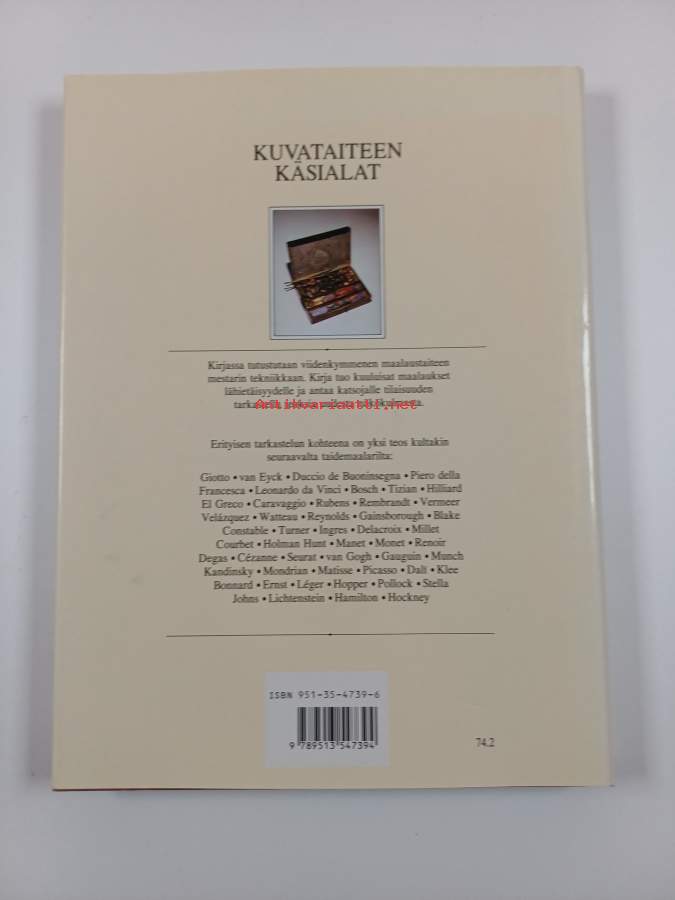 KUVATAITEEN
KÄSIALAT
Kirjassa tutustutaan viidenkymmenen maalaustaiteen
mestarin tekniikkaan. Kirja tuo kuuluisat maalaukset
lähietäisyydelle ja antaa katsojalle tilaisuuden
Antikvariaatti.net
Erityisen tarkastelun kohteena on yksi teos kultakin
seuraavalta taidemaalarilta:
Giotto • van Eyck • Duccio de Buoninsegna • Piero della
Francesca • Leonardo da Vinci • Bosch • Tizian • Hilliard
El Greco • Caravaggio • Rubens • Rembrandt • Vermeer
Velázquez • Watteau • Reynolds • Gainsborough • Blake
Constable • Turner • Ingres • Delacroix • Millet
Courbet • Holman Hunt • Manet • Monet • Renoir
Degas • Cézanne • Seurat • van Gogh • Gauguin • Munch
Kandinsky • Mondrian • Matisse • Picasso • Dalí • Klee
Bonnard • Ernst • Léger • Hopper • Pollock • Stella
Johns • Lichtenstein • Hamilton • Hockney
ISBN 951-35-4739-6
9 789513 547394
74.2